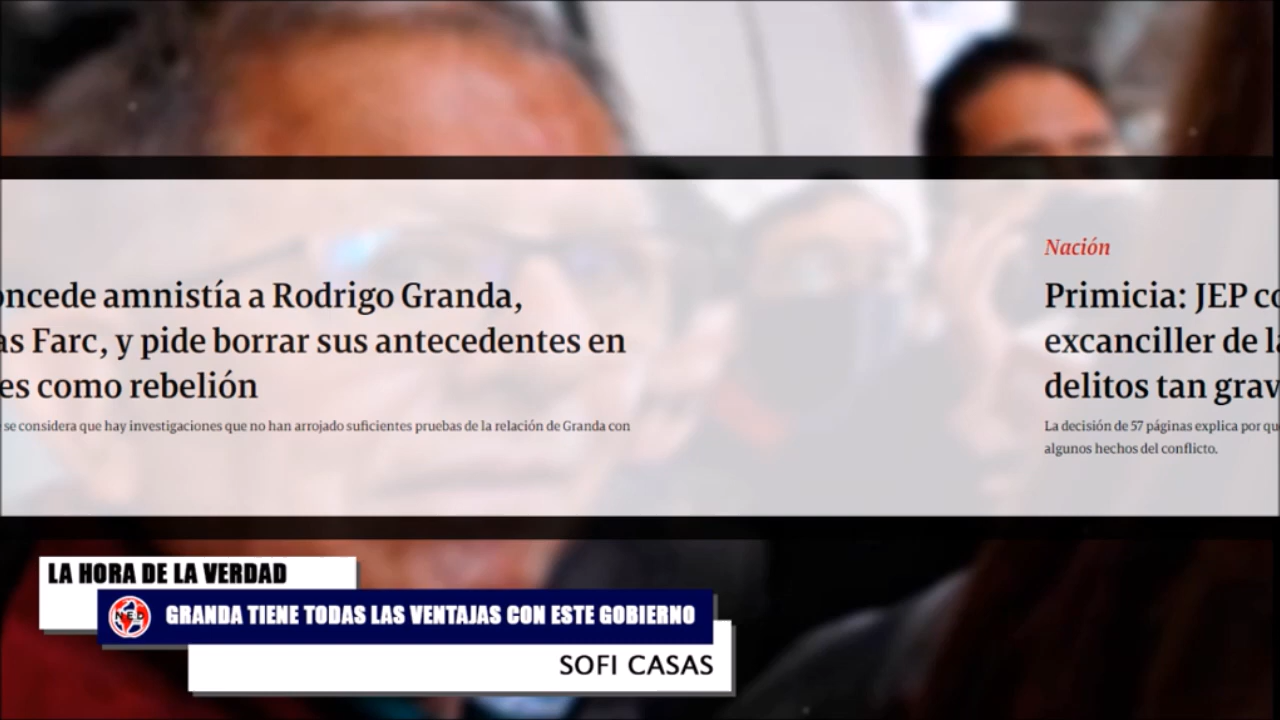 oncede amnistía a Rodrigo Granda,
as Farc, y pide borrar sus antecedentes en
es como rebelión
se considera que hay investigaciones que no han arrojado suficientes pruebas de la relación de Granda con
Nación
Primicia: JEP co
excanciller de la
delitos tan grav
La decisión de 57 páginas explica por qu
algunos hechos del conflicto.
LA HORA DE LA VERDAD
GRANDA TIENE TODAS LAS VENTAJAS CON ESTE GOBIERNO
SOFI CASAS